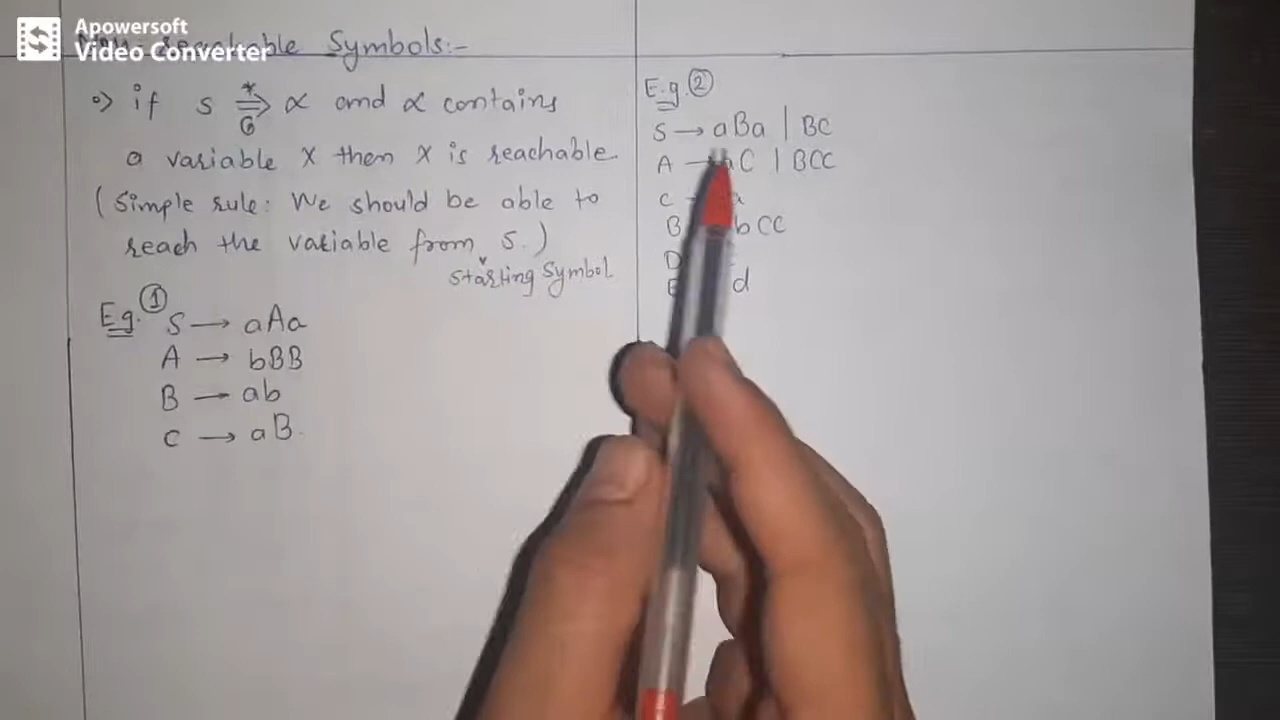 Apowersoft
Video Converter
Reachable Symbols:-
•> if S *⇒G α and α contains
a variable X then X is reachable.
(Simple rule: We should be able to
reach the variable from S.)
Starting Symbol
Eg. ① S → aAa
A → bBB
B → ab
C → aB.
E.g. ②
S → aBa | BC
A → C | BCC
C
B bCC
D
E d